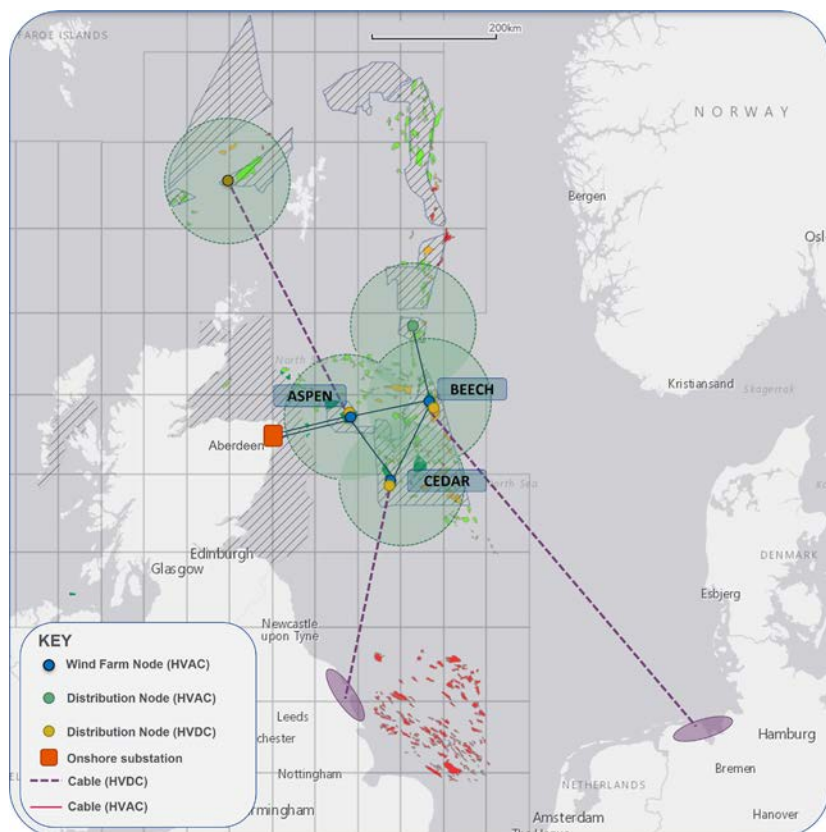 FAROE ISLANDS
200km
NORWAY
Bergen
Osl
North
Kristiansand
Skagerrak
ASPEN
BEECH
Aberdeen
CEDAR
North Sea
Edinburgh
Glasgow
DENMARK
Esbjerg
Newcastle
upon Tyne
KEY
Wind Farm Node (HVAC)
Distribution Node (HVAC)
Distribution Node (HVDC)
Onshore substation
Cable (HVDC)
Cable (HVAC)
Leeds
chester
Nottingham
rmingham
Hamburg
Bremen
NETHERLANDS
Amsterdam
Hanover